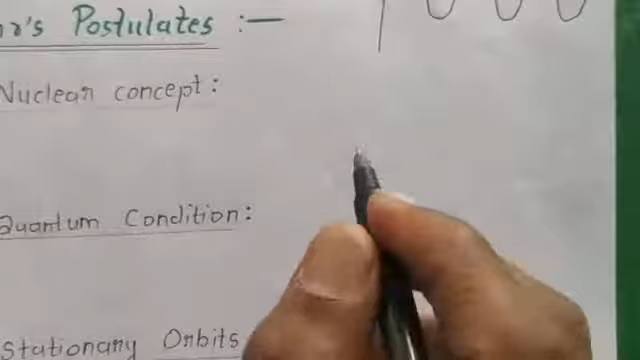 Postulates :—
Nuclear concept :
Quantum Condition :
Stationary Orbits